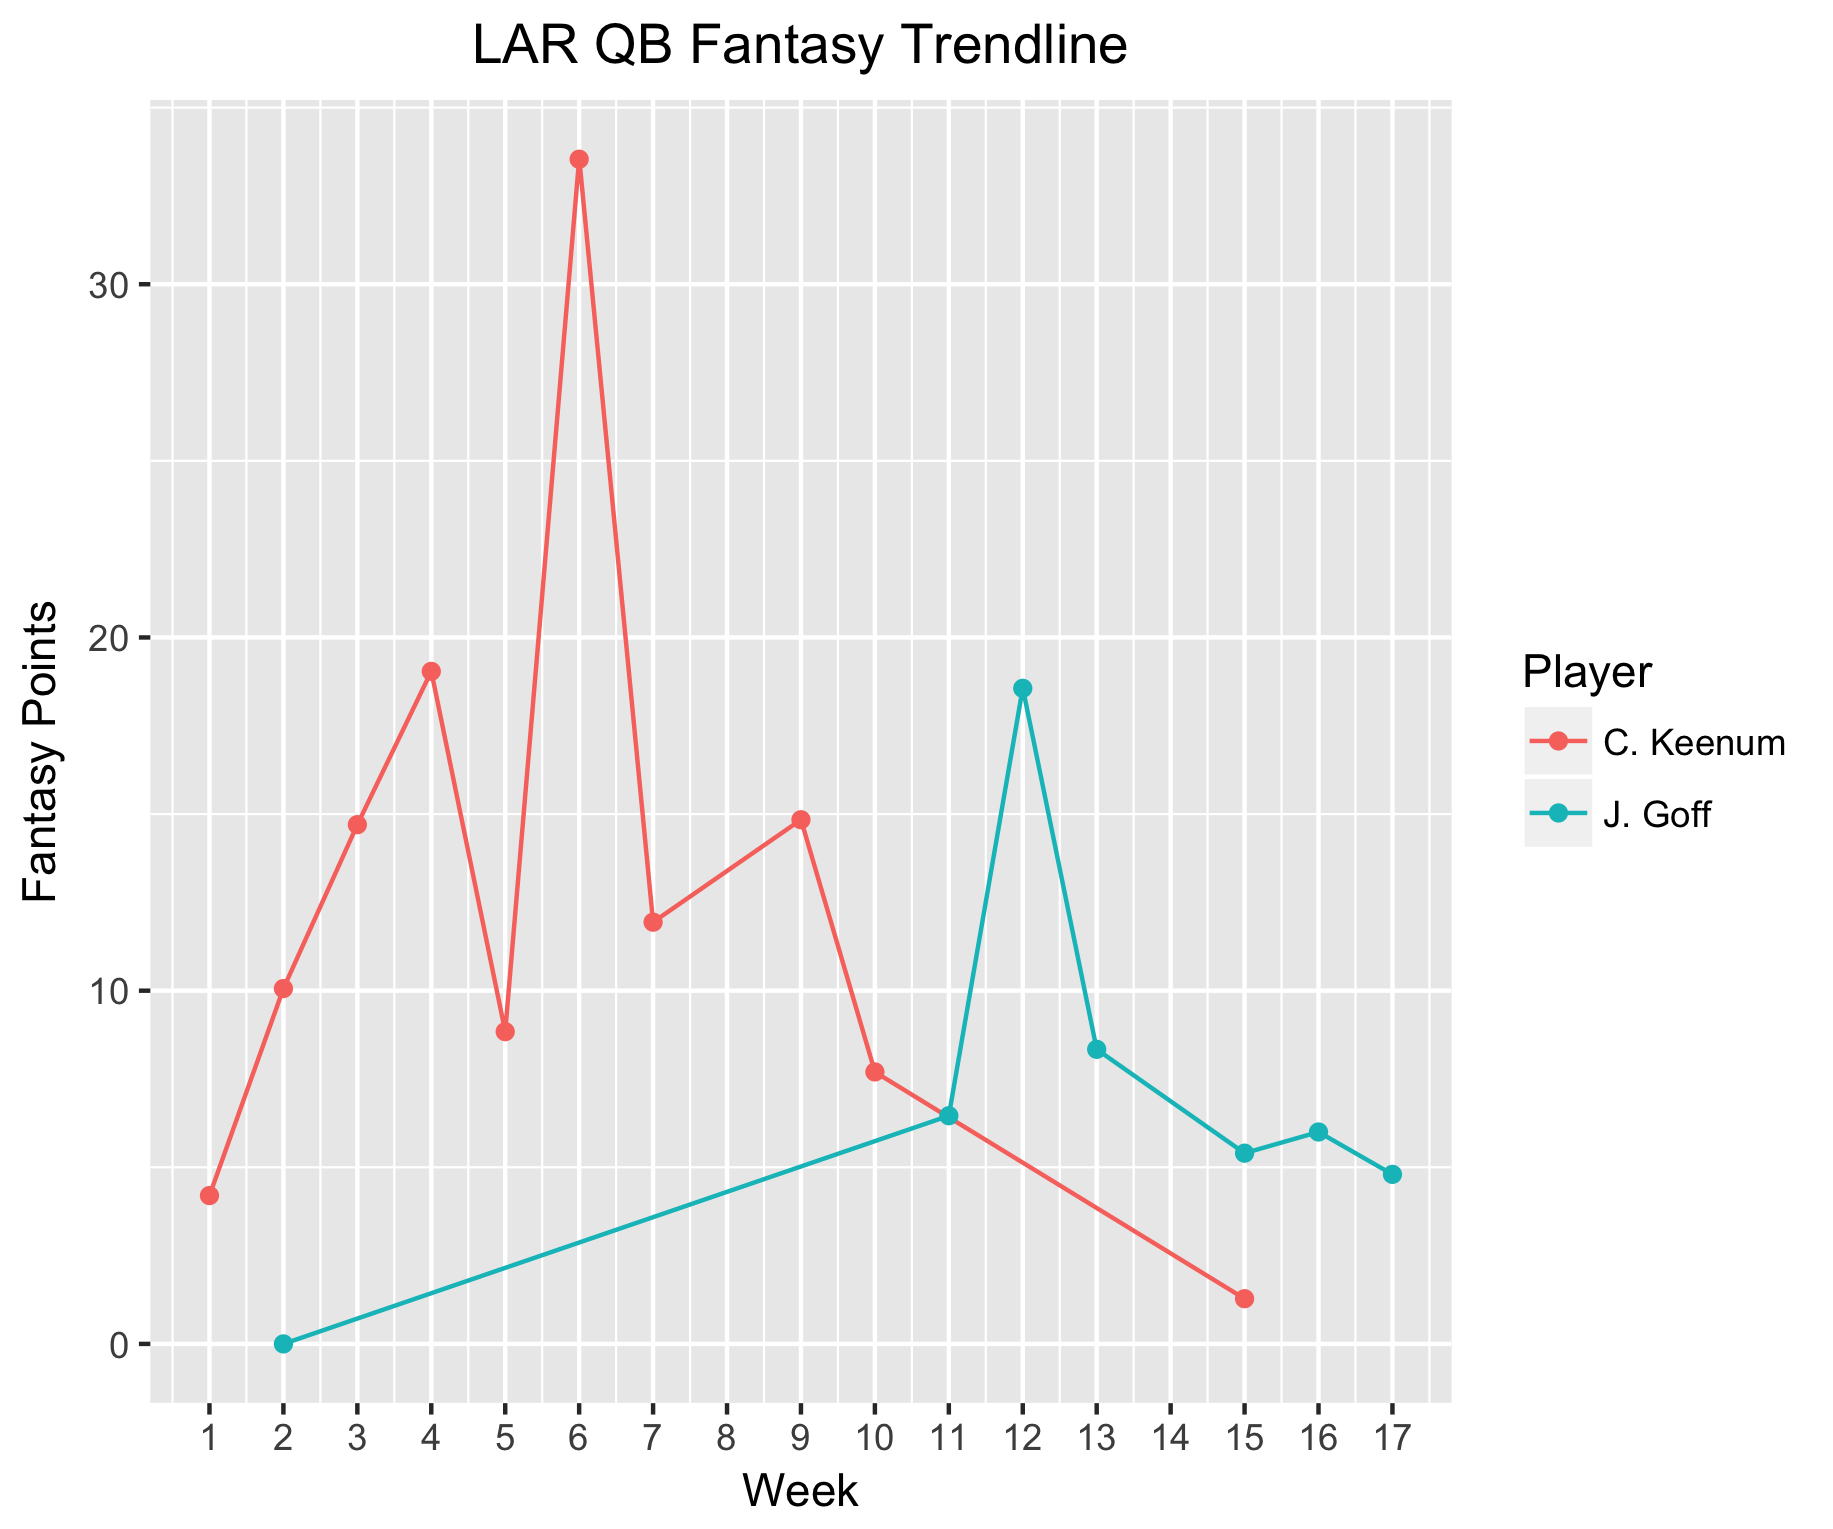 LAR QB Fantasy Trendline
Fantasy Points
30
20
10
0
1 2 3 4 5 6 7 8 9 10 11 12 13 14 15 16 17
Week
Player
C. Keenum
J. Goff